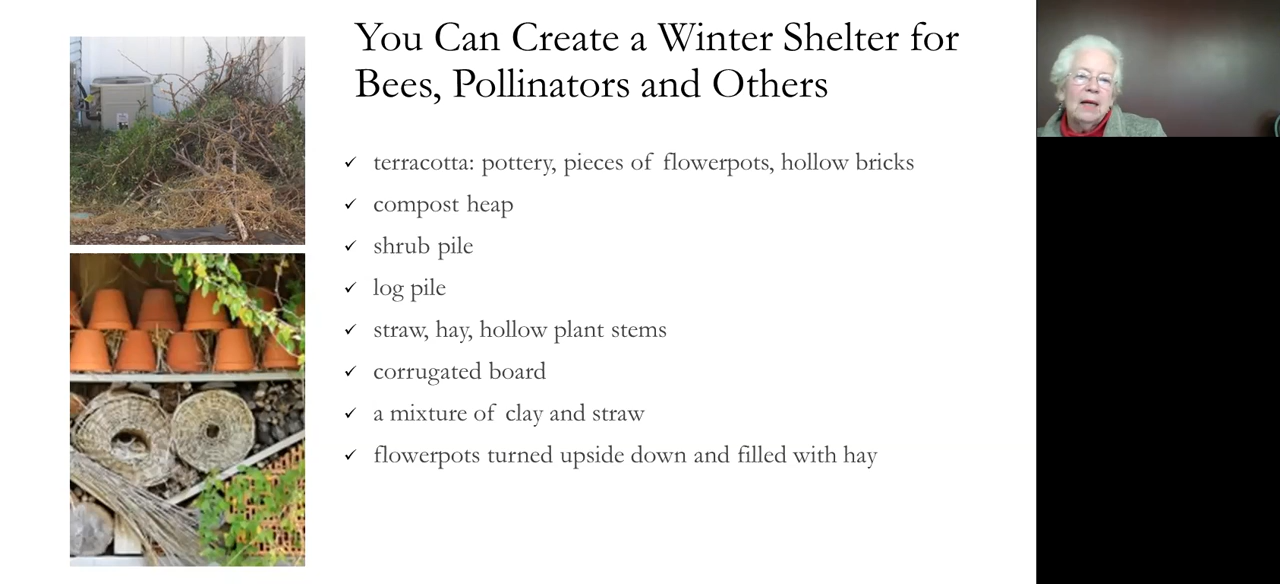 You Can Create a Winter Shelter for
Bees, Pollinators and Others
✓ terracotta: pottery, pieces of flowerpots, hollow bricks
✓ compost heap
✓ shrub pile
✓ log pile
✓ straw, hay, hollow plant stems
✓ corrugated board
✓ a mixture of clay and straw
✓ flowerpots turned upside down and filled with hay